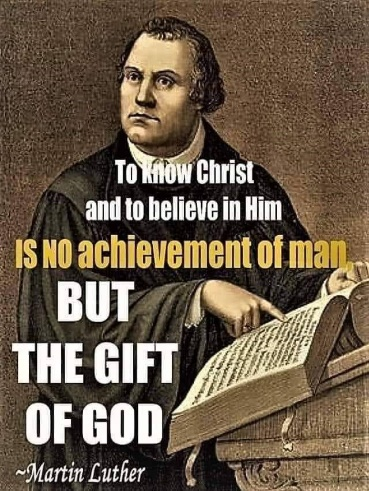 To know Christ
and to believe in Him
IS NO achievement of man,
BUT
THE GIFT
OF GOD
~Martin Luther